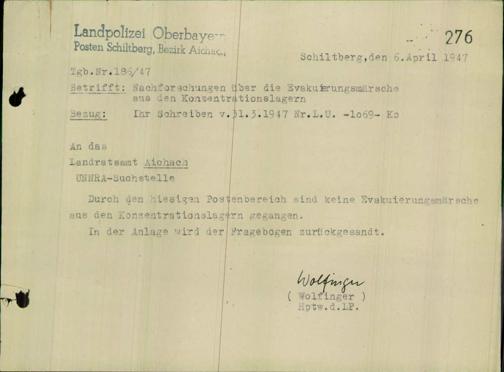 Landpolizei Oberbayern
Posten Schiltberg, Bezirk Aichach
276
Schiltberg,den 6.April 1947
Tgb.Nr.186/47
Betrifft: Nachforschungen über die Evakuierungsmärsche
aus den Konzentrationslagern
Bezug: Ihr Schreiben v.31.3.1947 Nr.L.U. -1o69- Ko
An das
Landratsamt Aichach
UNRRA-Suchstelle
Durch den hiesigen Postenbereich sind keine Evakuierungsmärsche
aus den Konzentrationslagern gegangen.
In der Anlage wird der Fragebogen zurückgesandt.
Wolfinger
( Wolfinger )
Hptw.d.LP.